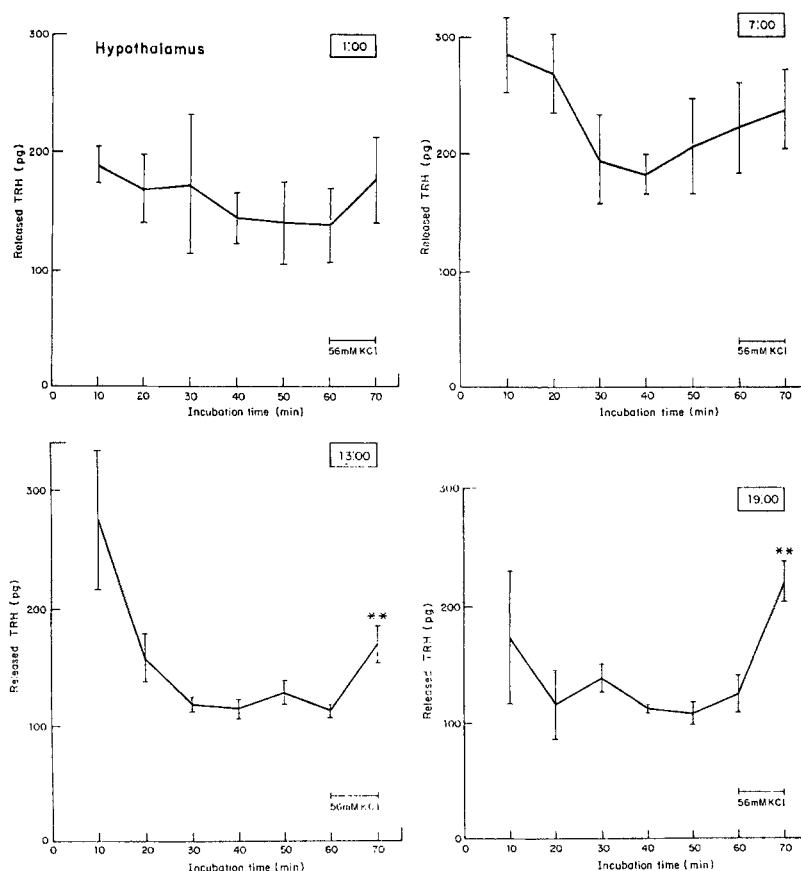 Hypothalamus
1:00
300
200
100
0
Released TRH (pg)
56mM KCl
10 20 30 40 50 60 70
Incubation time (min)
7:00
300
200
100
0
Released TRH (pg)
56mM KCl
0 10 20 30 40 50 60 70
Incubation time (min)
13:00
300
200
100
0
Released TRH (pg)
**
56mM KCl
0 10 20 30 40 50 60 70
Incubation time (min)
19:00
300
200
100
0
Released TRH (pg)
**
56mM KCl
0 10 20 30 40 50 60 70
Incubation time (min)